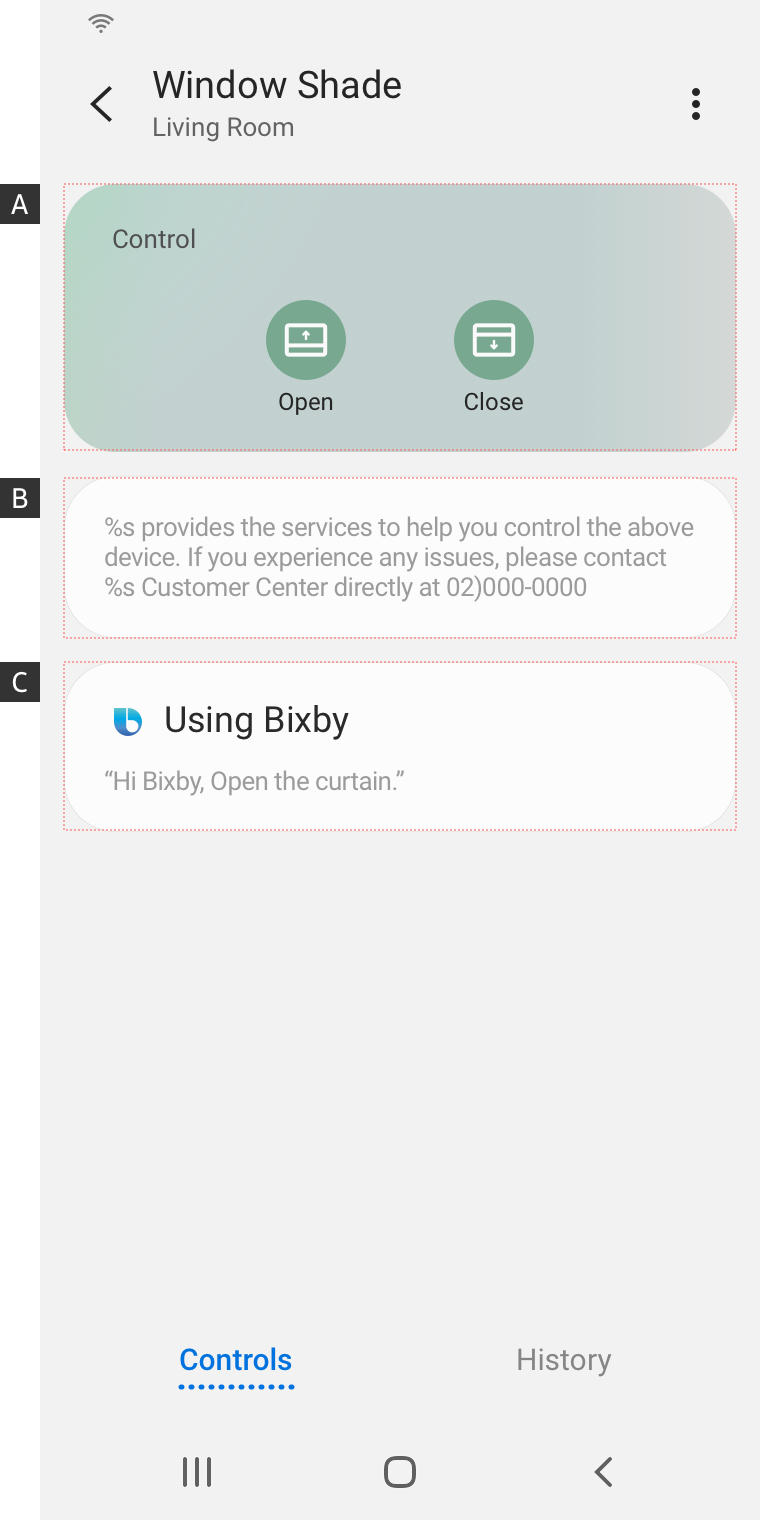 Window Shade
Living Room
A
Control
Open
Close
B
%s provides the services to help you control the above
device. If you experience any issues, please contact
%s Customer Center directly at 02)000-0000
C
Using Bixby
“Hi Bixby, Open the curtain.”
Controls
History